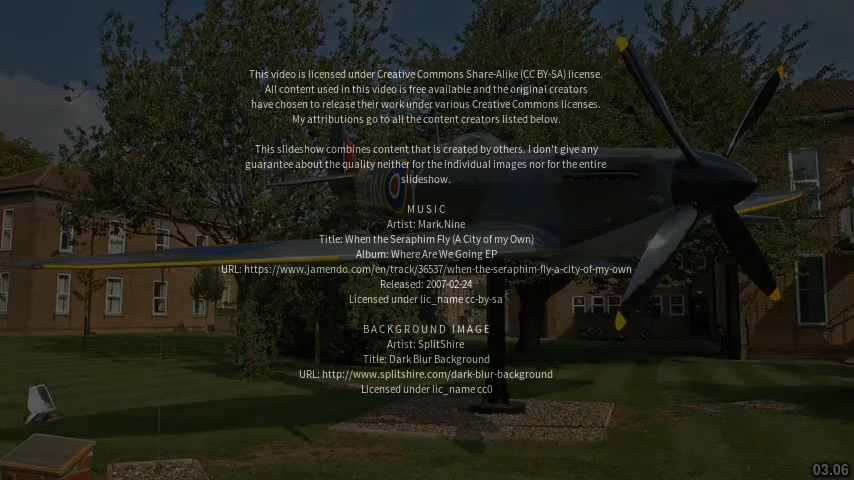 This video is licensed under Creative Commons Share-Alike (CC BY-SA) license.
All content used in this video is free available and the original creators
have chosen to release their work under various Creative Commons licenses.
My attributions go to all the content creators listed below.
This slideshow combines content that is created by others. I don't give any
guarantee about the quality neither for the individual images nor for the entire
slideshow.
MUSIC
Artist: Mark.Nine
Title: When the Seraphim Fly (A City of my Own)
Album: Where Are We Going EP
URL: https://www.jamendo.com/en/track/36537/when-the-seraphim-fly-a-city-of-my-own
Released: 2007-02-24
Licensed under lic_name cc-by-sa
BACKGROUND IMAGE
Artist: SplitShire
Title: Dark Blur Background
URL: http://www.splitshire.com/dark-blur-background
Licensed under lic_name cc0
03.06